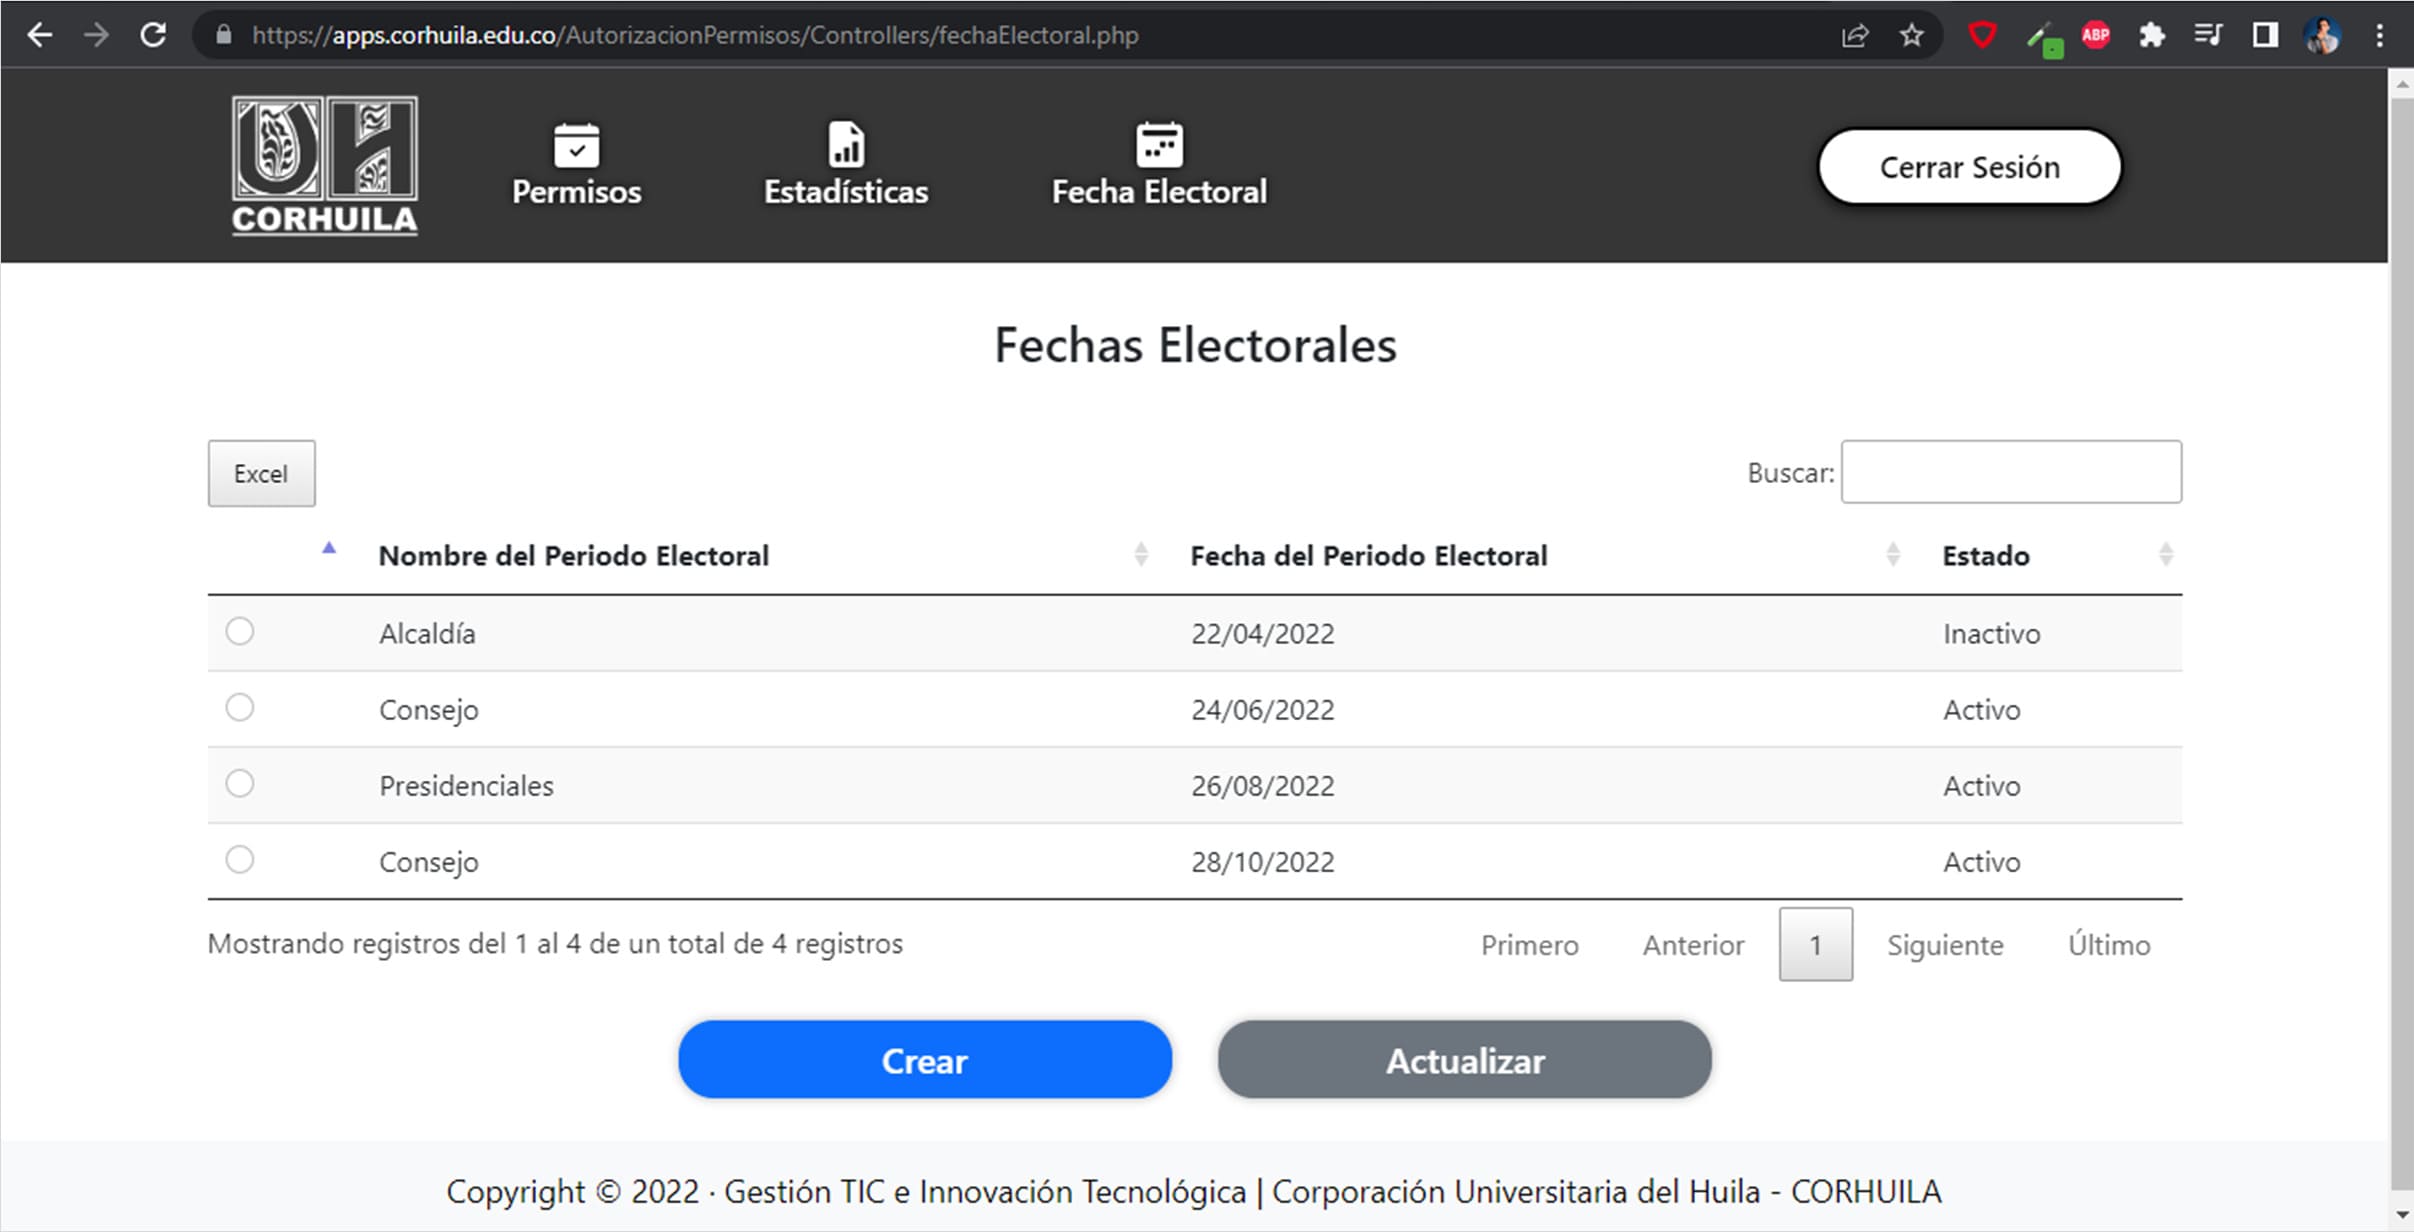 https://apps.corhuila.edu.co/AutorizacionPermisos/Controllers/fechaElectoral.php
ABP
UH
CORHUILA
Permisos
Estadísticas
Fecha Electoral
Cerrar Sesión
Fechas Electorales
Excel
Buscar:
Nombre del Periodo Electoral Fecha del Periodo Electoral Estado
Alcaldía 22/04/2022 Inactivo
Consejo 24/06/2022 Activo
Presidenciales 26/08/2022 Activo
Consejo 28/10/2022 Activo
Mostrando registros del 1 al 4 de un total de 4 registros
Primero Anterior 1 Siguiente Último
Crear
Actualizar
Copyright © 2022 · Gestión TIC e Innovación Tecnológica | Corporación Universitaria del Huila - CORHUILA